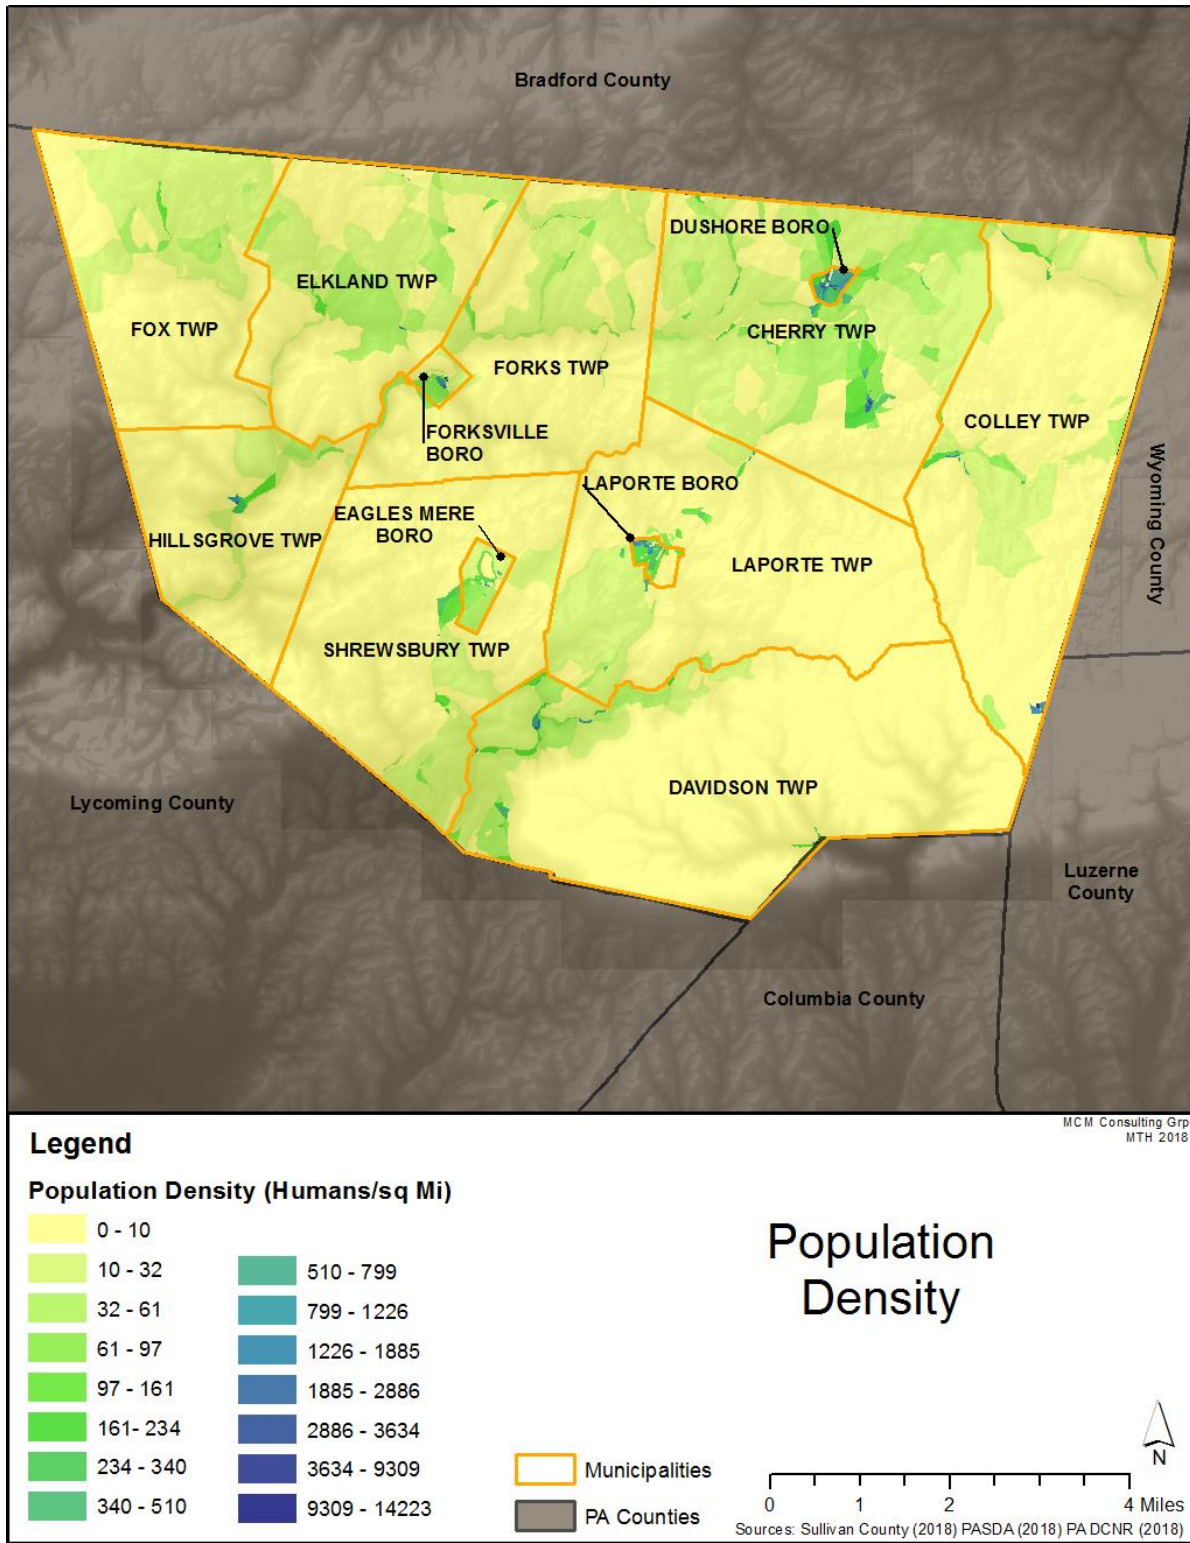 Bradford County
DUSHORE BORO
ELKLAND TWP
FOX TWP
CHERRY TWP
FORKS TWP
COLLEY TWP
FORKSVILLE
BORO
Wyoming County
LAPORTE BORO
EAGLES MERE
BORO
HILLSGROVE TWP
LAPORTE TWP
SHREWSBURY TWP
DAVIDSON TWP
Lycoming County
Luzerne
County
Columbia County
MCM Consulting Grp
MTH 2018
Legend
Population Density (Humans/sq Mi)
0 - 10
10 - 32
32 - 61
61 - 97
97 - 161
161- 234
234 - 340
340 - 510
510 - 799
799 - 1226
1226 - 1885
1885 - 2886
2886 - 3634
3634 - 9309
9309 - 14223
Municipalities
PA Counties
Population
Density
N
0 1 2 4 Miles
Sources: Sullivan County (2018) PASDA (2018) PA DCNR (2018)